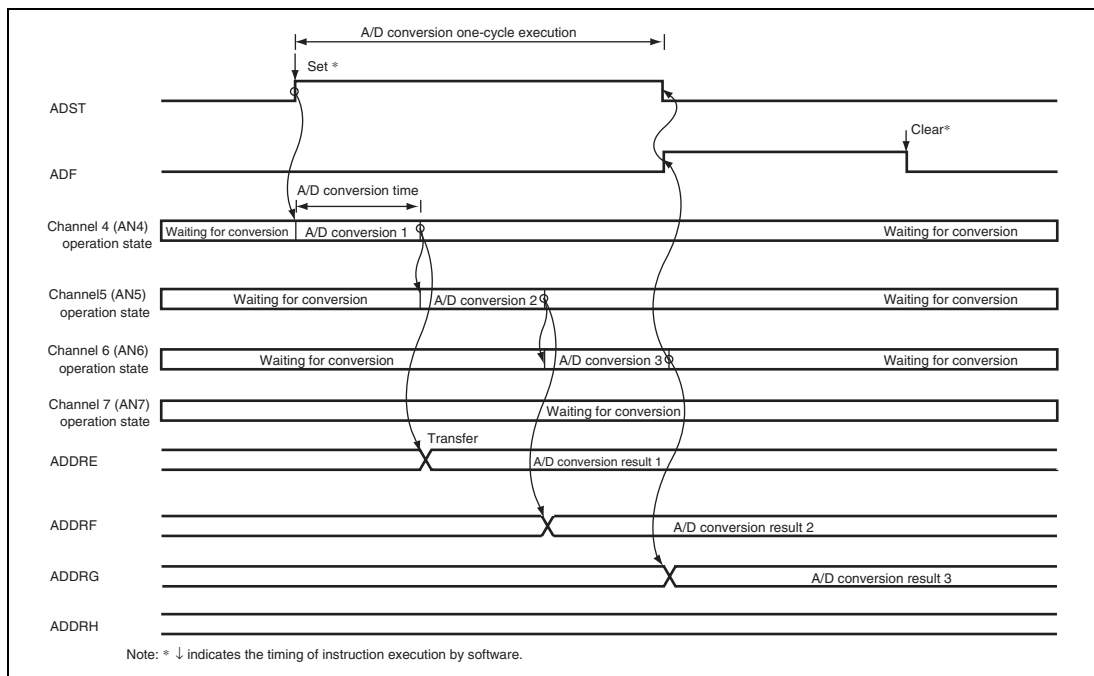 A/D conversion one-cycle execution
Set *
ADST
Clear*
ADF
A/D conversion time
Channel 4 (AN4)
operation state
Waiting for conversion
A/D conversion 1
Waiting for conversion
Channel5 (AN5)
operation state
Waiting for conversion
A/D conversion 2
Waiting for conversion
Channel 6 (AN6)
operation state
Waiting for conversion
A/D conversion 3
Waiting for conversion
Channel 7 (AN7)
operation state
Waiting for conversion
Transfer
ADDRE
A/D conversion result 1
ADDRF
A/D conversion result 2
ADDRG
A/D conversion result 3
ADDRH
Note: * ↓ indicates the timing of instruction execution by software.